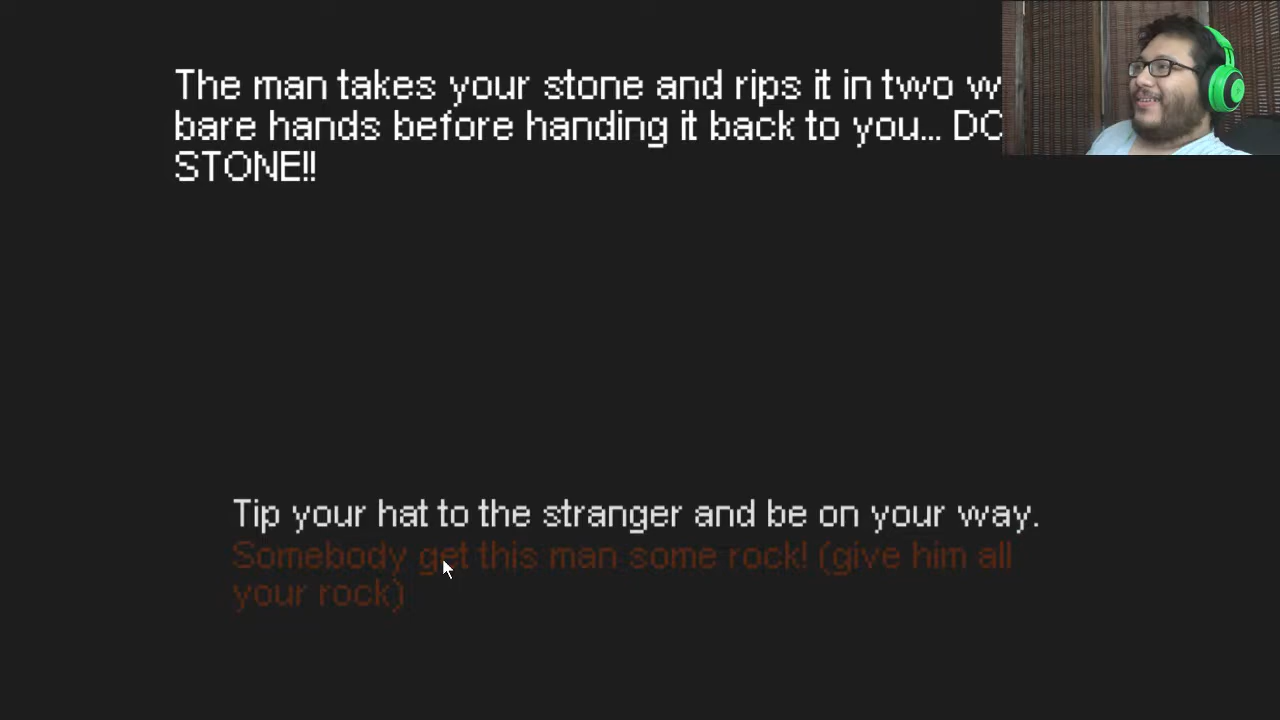 The man takes your stone and rips it in two
bare hands before handing it back to you...
STONE!!
Tip your hat to the stranger and be on your way.
Somebody get this man some rock! (give him all
your rock)